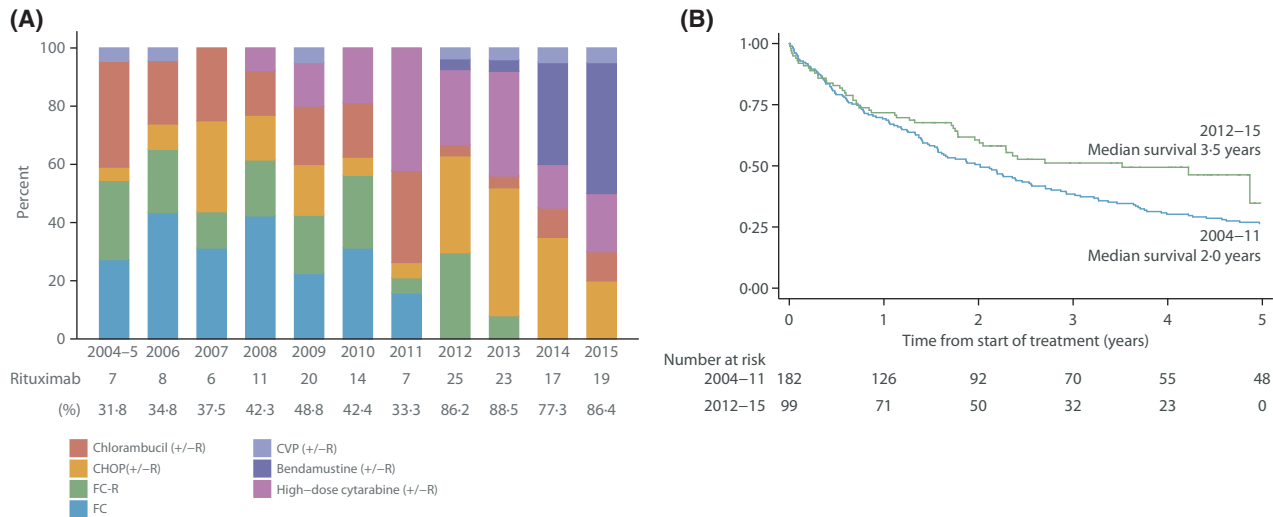 (A)
100
80
60
40
20
0
Percent
2004–5 2006 2007 2008 2009 2010 2011 2012 2013 2014 2015
Rituximab 7 8 6 11 20 14 7 25 23 17 19
(%) 31·8 34·8 37·5 42·3 48·8 42·4 33·3 86·2 88·5 77·3 86·4
Chlorambucil (+/–R)
CHOP(+/–R)
FC-R
FC
CVP (+/–R)
Bendamustine (+/–R)
High–dose cytarabine (+/–R)
(B)
1·00
0·75
0·50
0·25
0·00
2012–15
Median survival 3·5 years
2004–11
Median survival 2·0 years
0 1 2 3 4 5
Time from start of treatment (years)
Number at risk
2004–11 182 126 92 70 55 48
2012–15 99 71 50 32 23 0